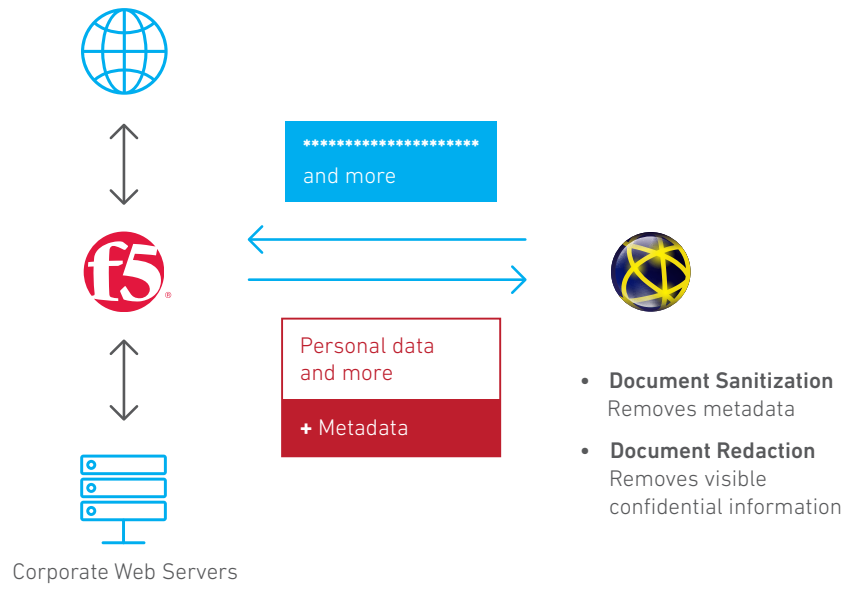 *********************
and more
f5®
Personal data
and more
+ Metadata
• Document Sanitization
Removes metadata
• Document Redaction
Removes visible
confidential information
Corporate Web Servers